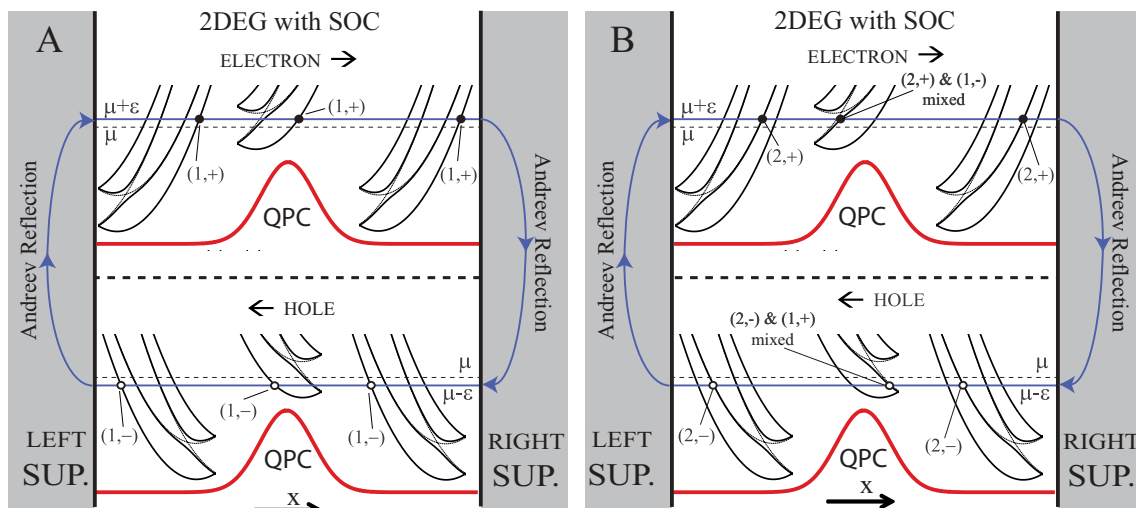 A
2DEG with SOC
ELECTRON →
μ+ε
μ
(1,+)
(1,+)
(1,+)
QPC
Andreev Reflection
Andreev Reflection
← HOLE
μ
μ-ε
(1,−)
(1,−)
(1,−)
QPC
LEFT
SUP.
RIGHT
SUP.
X
B
2DEG with SOC
ELECTRON →
(2,+) & (1,-)
mixed
μ+ε
μ
(2,+)
(2,+)
QPC
Andreev Reflection
Andreev Reflection
← HOLE
(2,-) & (1,+)
mixed
μ
μ-ε
(2,−)
(2,−)
QPC
LEFT
SUP.
RIGHT
SUP.
X